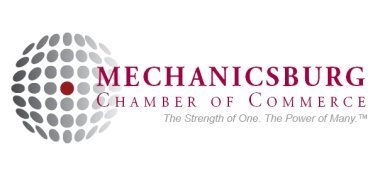 MECHANICSBURG
CHAMBER OF COMMERCE
The Strength of One. The Power of Many.™